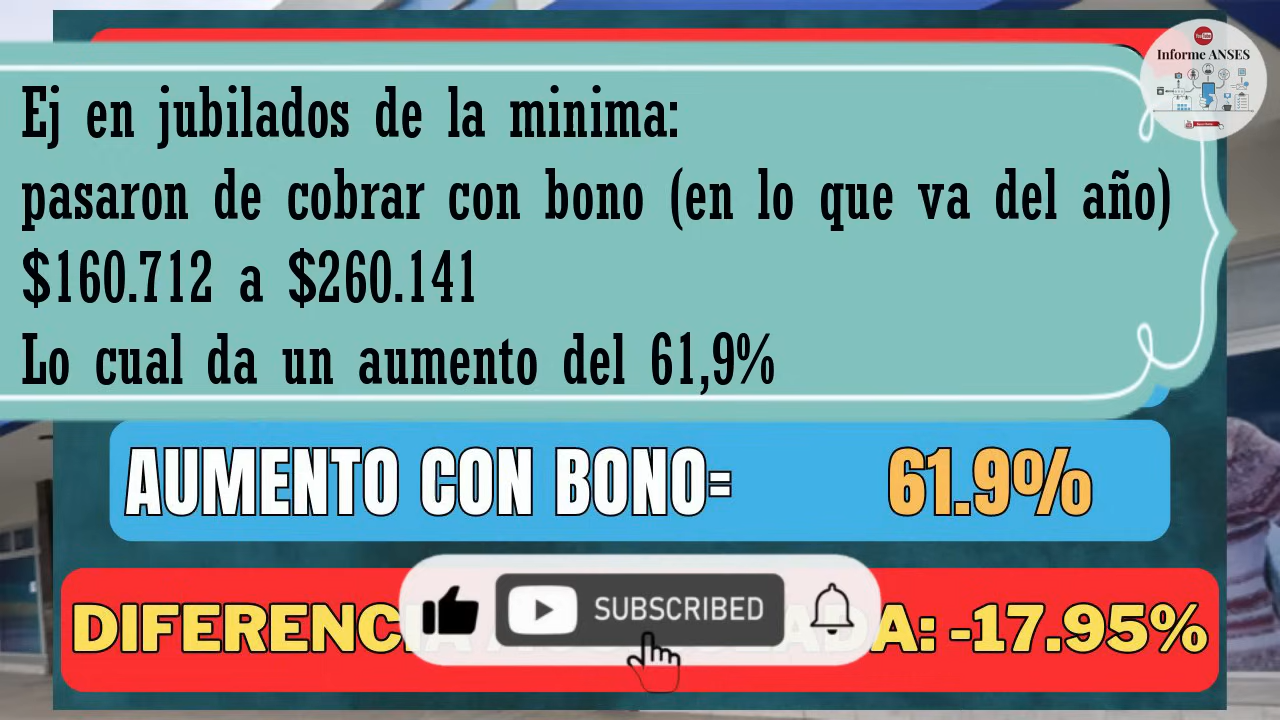 Informe ANSES
Ej en jubilados de la minima:
pasaron de cobrar con bono (en lo que va del año)
$160.712 a $260.141
Lo cual da un aumento del 61,9%
AUMENTO CON BONO= 61.9%
DIFERENC ADA: -17.95%
SUBSCRIBED